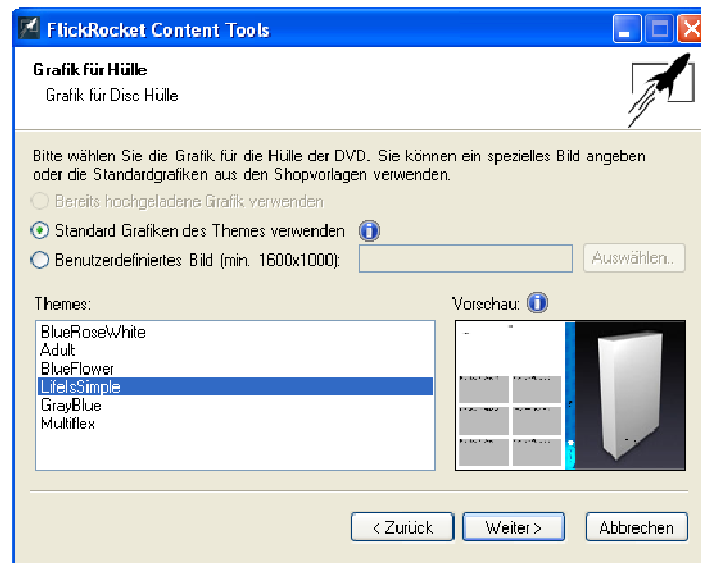 FlickRocket Content Tools
Grafik für Hülle
Grafik für Disc Hülle
Bitte wählen Sie die Grafik für die Hülle der DVD. Sie können ein spezielles Bild angeben
oder die Standardgrafiken aus den Shopvorlagen verwenden.
Bereits hochgeladene Grafik verwenden
Standard Grafiken des Themes verwenden
Benutzerdefiniertes Bild (min. 1600x1000):
Auswählen..
Themes:
Vorschau:
BlueRoseWhite
Adult
BlueFlower
LifeIsSimple
GrayBlue
Multiflex
< Zurück
Weiter >
Abbrechen